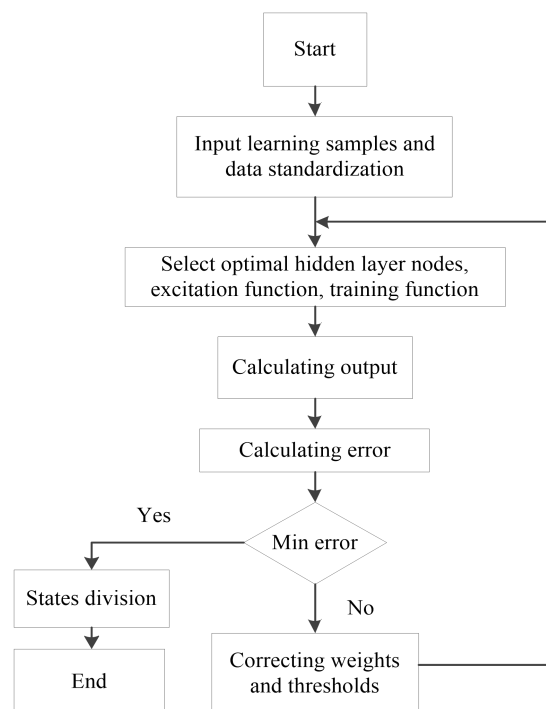 Start
Input learning samples and
data standardization
Select optimal hidden layer nodes,
excitation function, training function
Calculating output
Calculating error
Min error
Yes
No
States division
End
Correcting weights
and thresholds